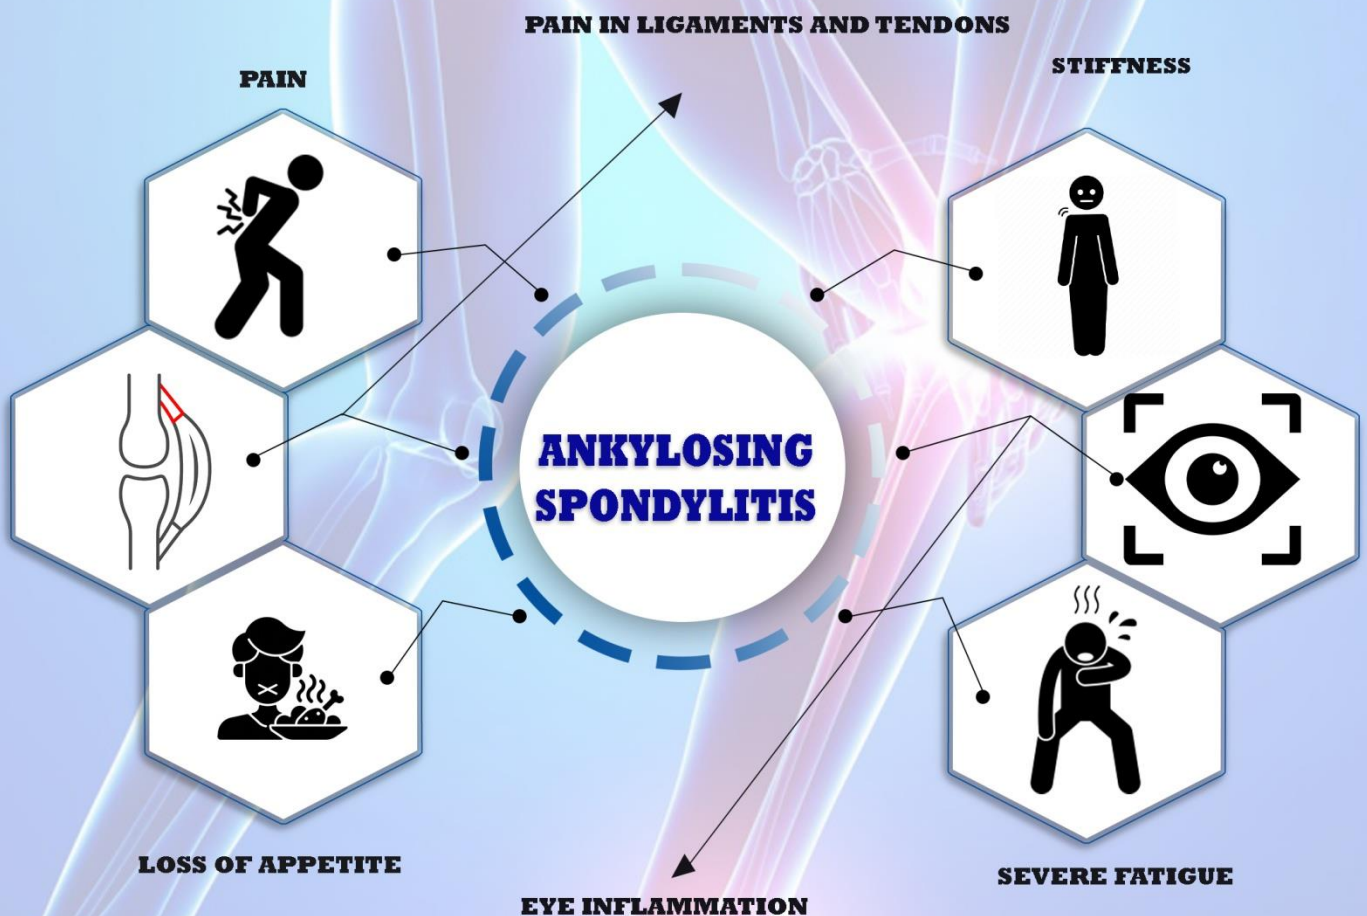 PAIN IN LIGAMENTS AND TENDONS
PAIN
STIFFNESS
ANKYLOSING
SPONDYLITIS
LOSS OF APPETITE
SEVERE FATIGUE
EYE INFLAMMATION